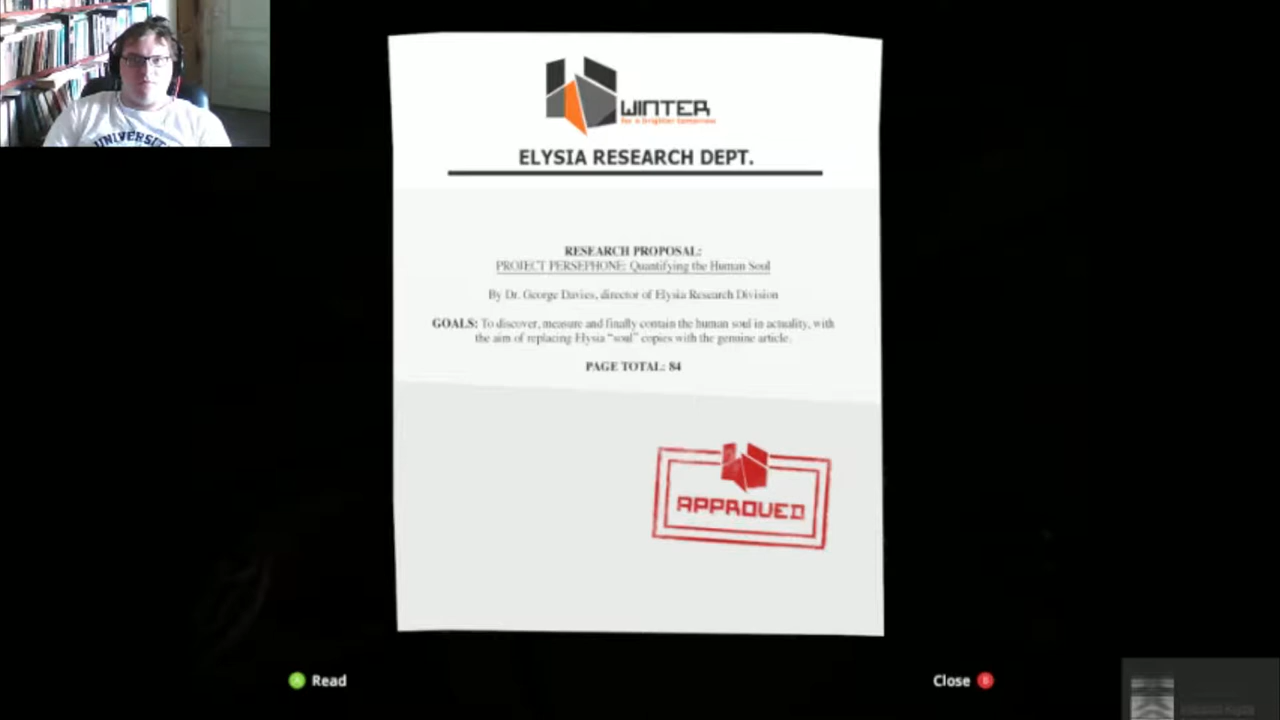 UNIVERSIT
WINTER
for a brighter tomorrow
ELYSIA RESEARCH DEPT.
RESEARCH PROPOSAL:
PROJECT PERSEPHONE: Quantifying the Human Soul
By Dr. George Davies, director of Elysia Research Division
GOALS: To discover, measure and finally contain the human soul in actuality, with
the aim of replacing Elysia “soul” copies with the genuine article.
PAGE TOTAL: 84
APPROVED
A Read
Close B